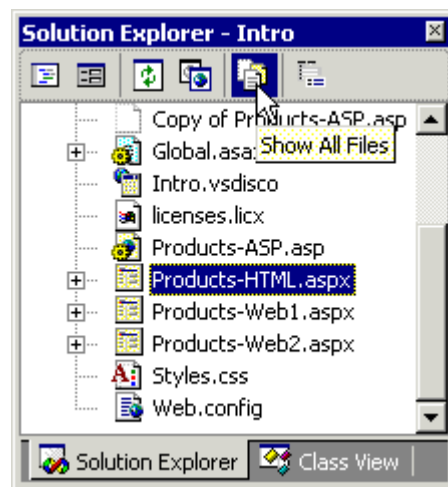 Solution Explorer - Intro
Copy of Products-ASP.asp
Global.asa
Show All Files
Intro.vsdisco
licenses.licx
Products-ASP.asp
Products-HTML.aspx
Products-Web1.aspx
Products-Web2.aspx
Styles.css
Web.config
Solution Explorer
Class View